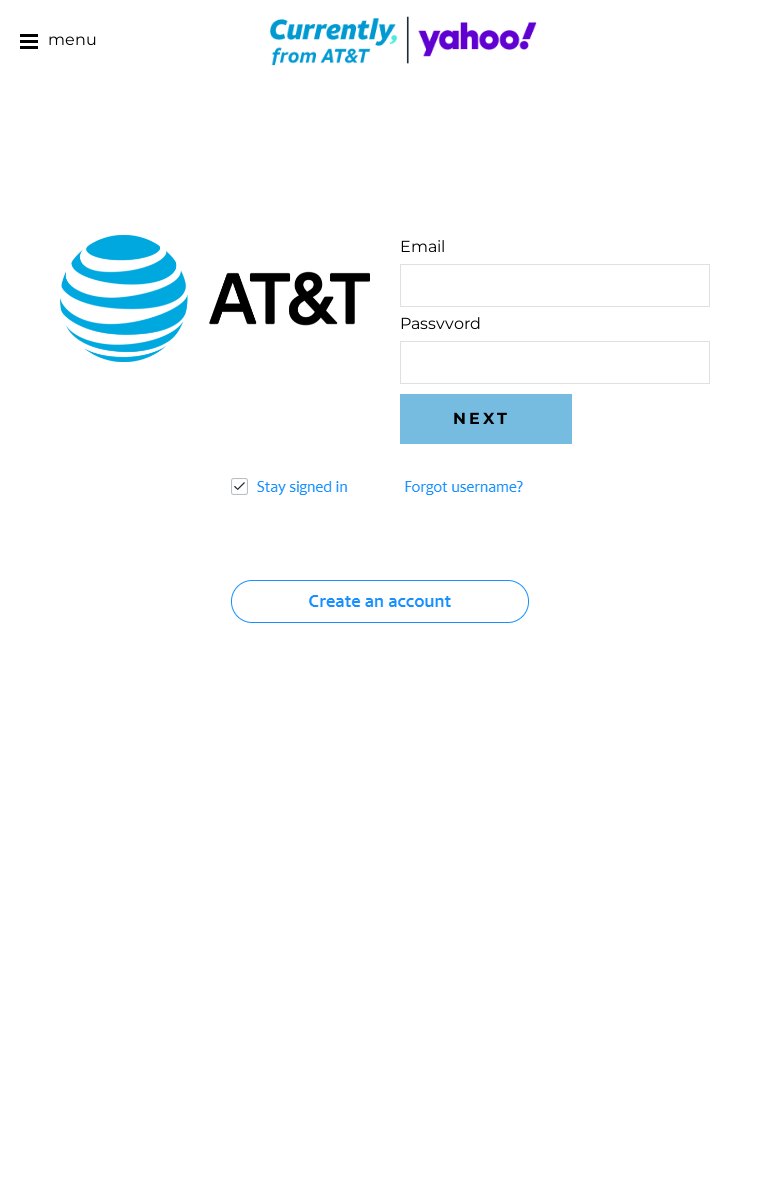 menu
Currently,
from AT&T
yahoo!
AT&T
Email
Passvvord
NEXT
Stay signed in
Forgot username?
Create an account